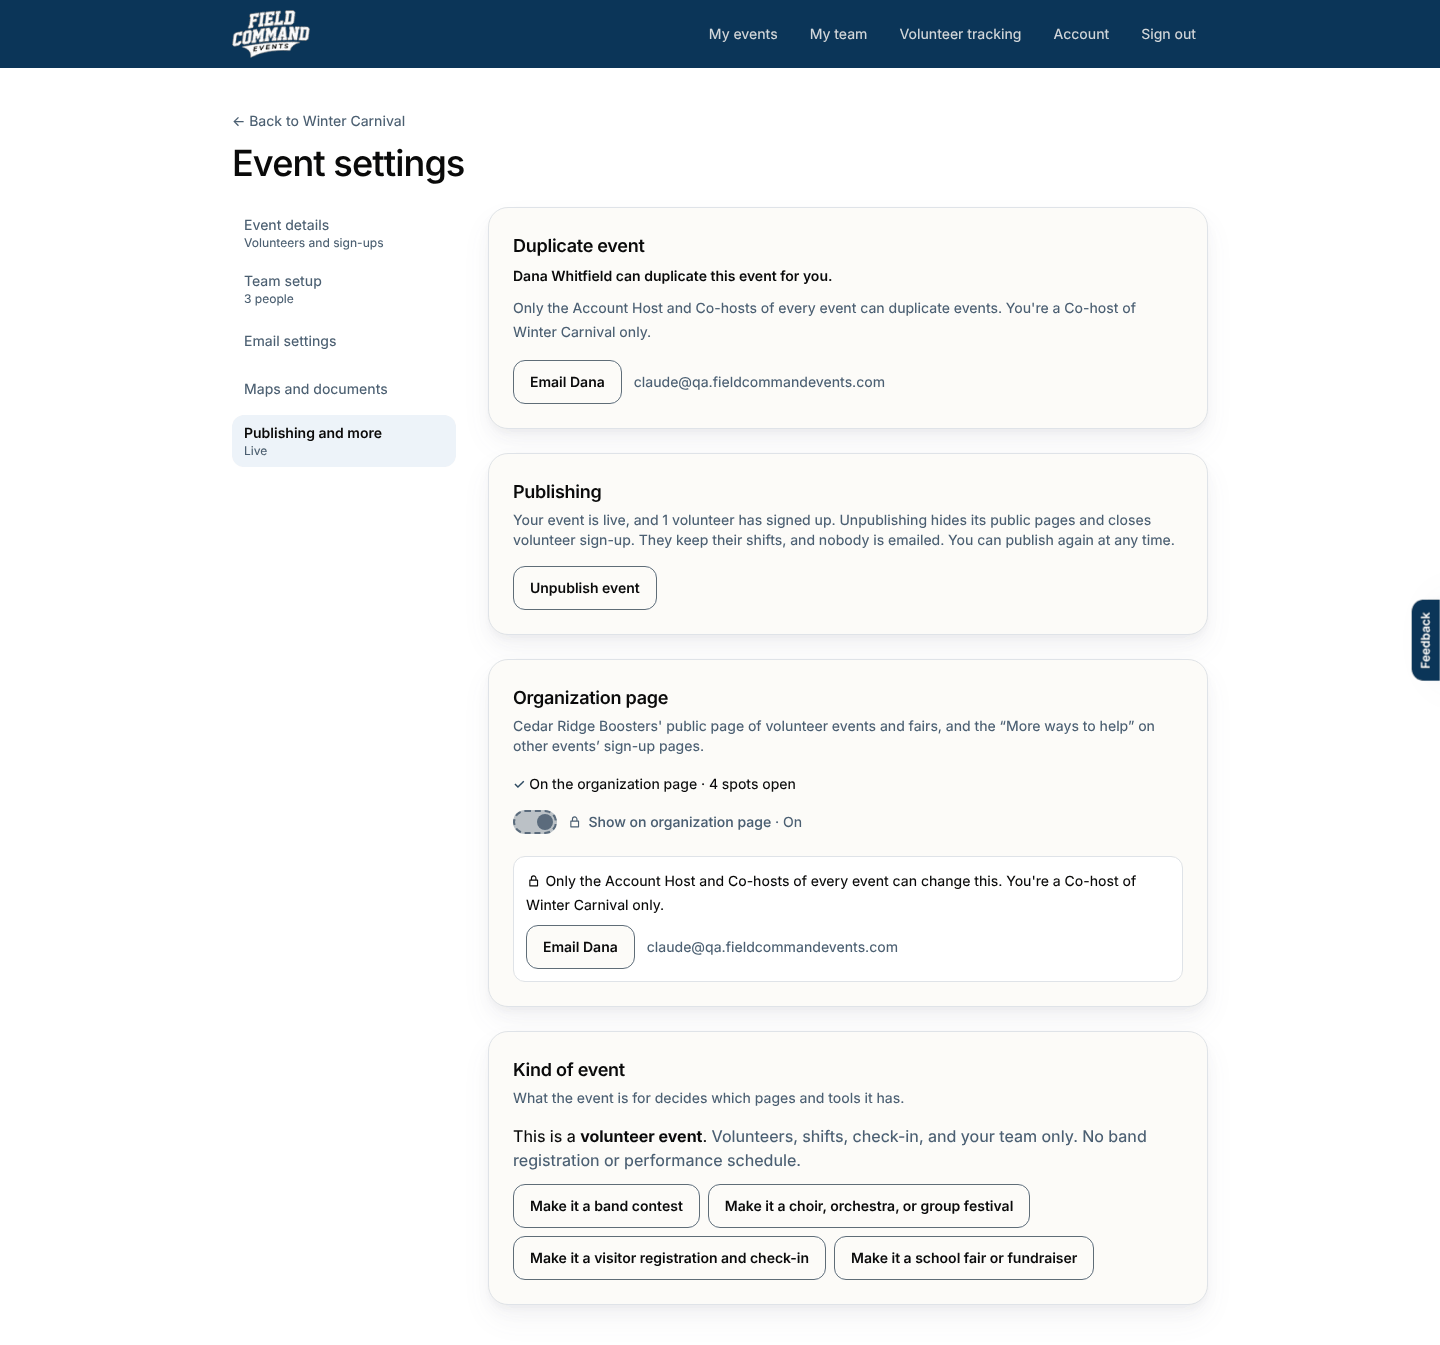 FIELD
COMMAND
EVENTS
My events
My team
Volunteer tracking
Account
Sign out
← Back to Winter Carnival
Event settings
Event details
Volunteers and sign-ups
Team setup
3 people
Email settings
Maps and documents
Publishing and more
Live
Duplicate event
Dana Whitfield can duplicate this event for you.
Only the Account Host and Co-hosts of every event can duplicate events. You're a Co-host of
Winter Carnival only.
Email Dana
claude@qa.fieldcommandevents.com
Publishing
Your event is live, and 1 volunteer has signed up. Unpublishing hides its public pages and closes
volunteer sign-up. They keep their shifts, and nobody is emailed. You can publish again at any time.
Unpublish event
Organization page
Cedar Ridge Boosters' public page of volunteer events and fairs, and the “More ways to help” on
other events’ sign-up pages.
✓ On the organization page · 4 spots open
Show on organization page · On
Only the Account Host and Co-hosts of every event can change this. You're a Co-host of
Winter Carnival only.
Email Dana
claude@qa.fieldcommandevents.com
Kind of event
What the event is for decides which pages and tools it has.
This is a volunteer event. Volunteers, shifts, check-in, and your team only. No band
registration or performance schedule.
Make it a band contest
Make it a choir, orchestra, or group festival
Make it a visitor registration and check-in
Make it a school fair or fundraiser
Feedback